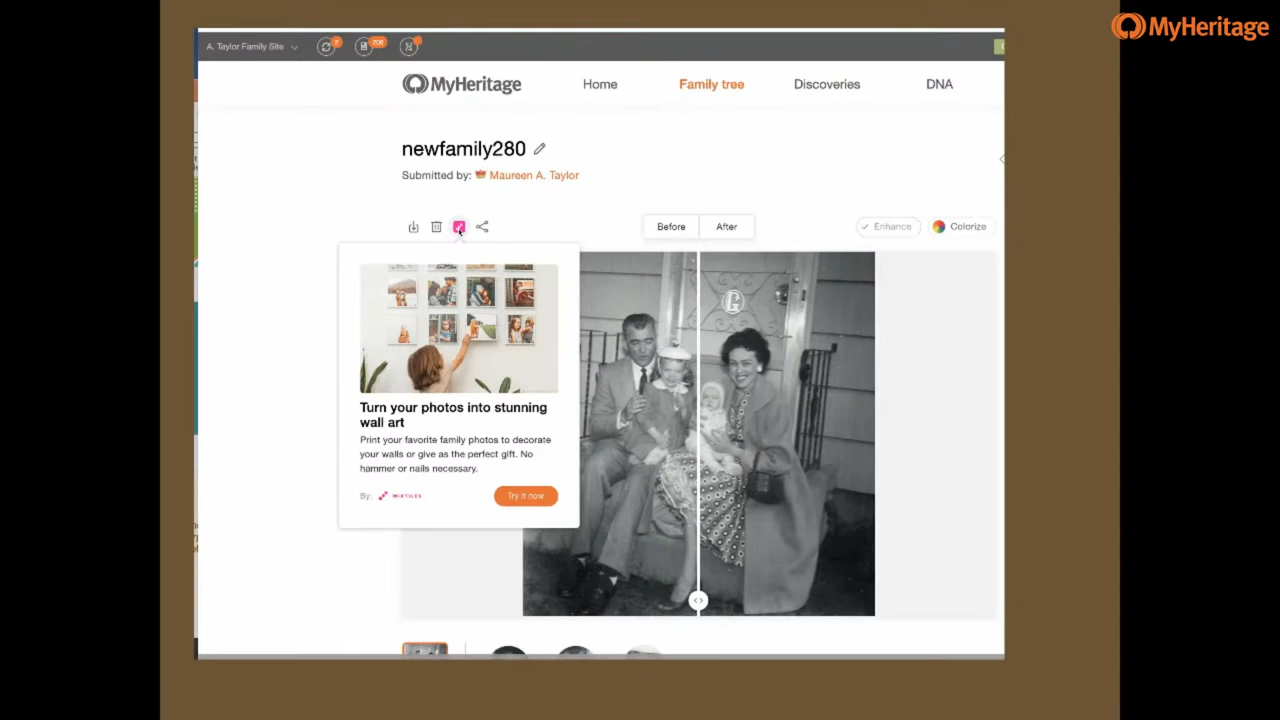 MyHeritage
A. Taylor Family Site
MyHeritage
Home
Family tree
Discoveries
DNA
newfamily280
Submitted by: Maureen A. Taylor
Before
After
Enhance
Colorize
G
Turn your photos into stunning
wall art
Print your favorite family photos to decorate
your walls or give as the perfect gift. No
hammer or nails necessary.
By: MIXTILES
Try it now